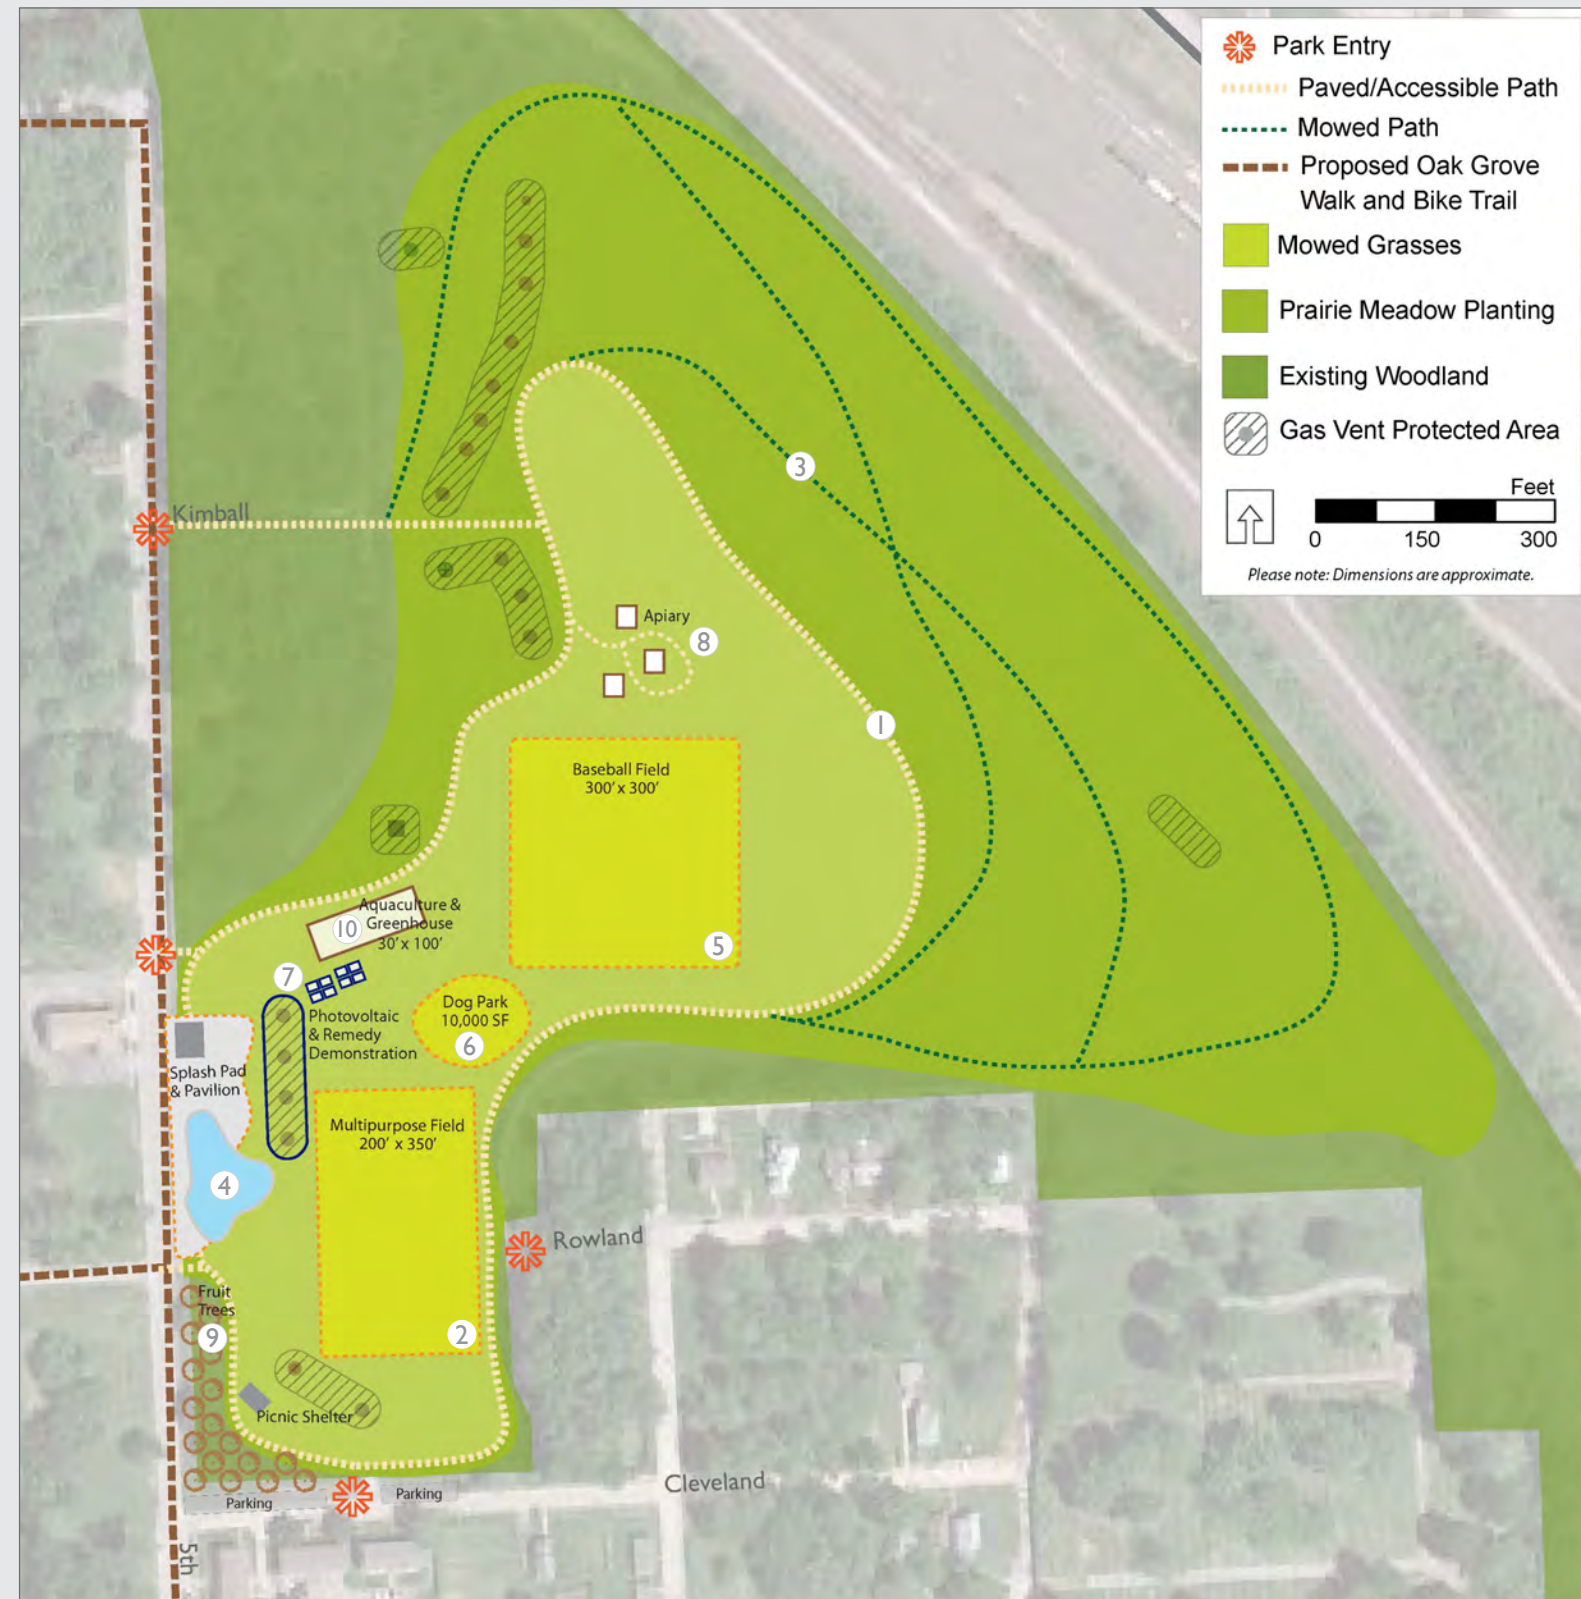 Park Entry
Paved/Accessible Path
Mowed Path
Proposed Oak Grove
Walk and Bike Trail
Mowed Grasses
Prairie Meadow Planting
Existing Woodland
Gas Vent Protected Area
Feet
0 150 300
Please note: Dimensions are approximate.
3
Kimball
Apiary
8
1
Baseball Field
300' x 300'
5
Aquaculture &
Greenhouse
30' x 100'
10
7
Photovoltaic
& Remedy
Demonstration
Dog Park
10,000 SF
6
Splash Pad
& Pavilion
4
Multipurpose Field
200' x 350'
2
Rowland
Fruit
Trees
9
Picnic Shelter
Parking
Parking
Cleveland
5th